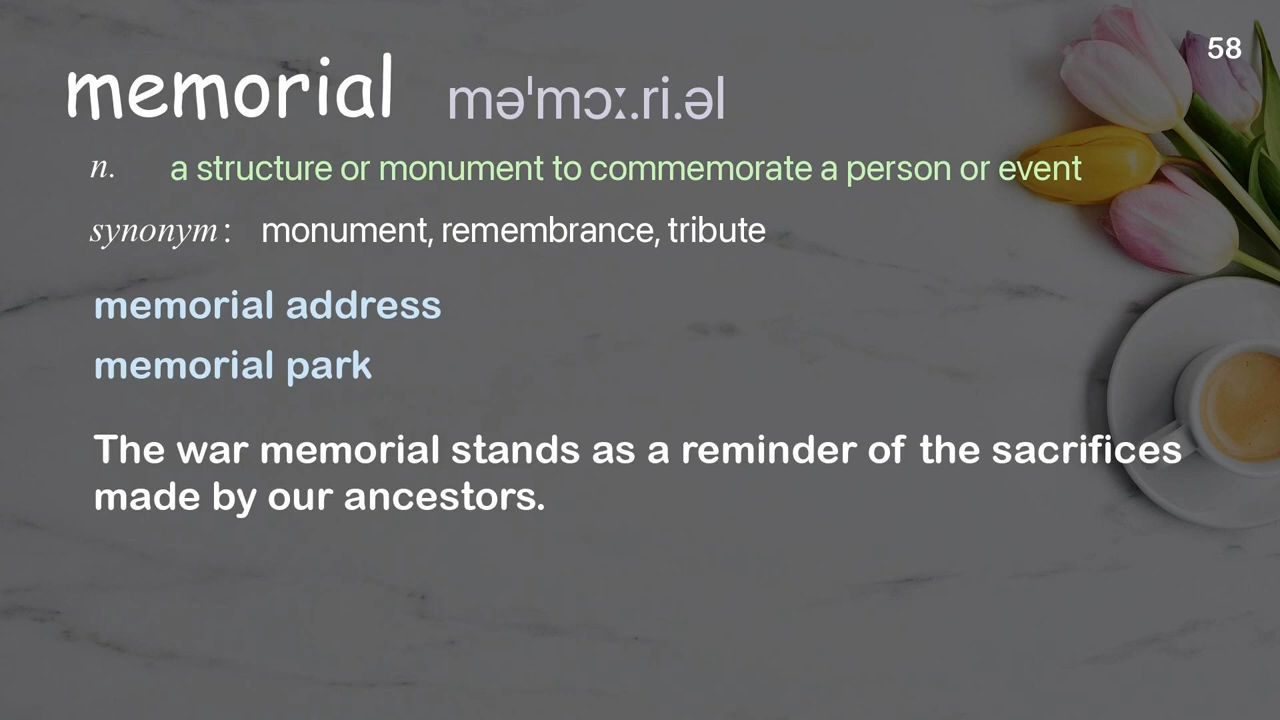 58
memorial məˈmɔː.ri.əl
n. a structure or monument to commemorate a person or event
synonym: monument, remembrance, tribute
memorial address
memorial park
The war memorial stands as a reminder of the sacrifices
made by our ancestors.